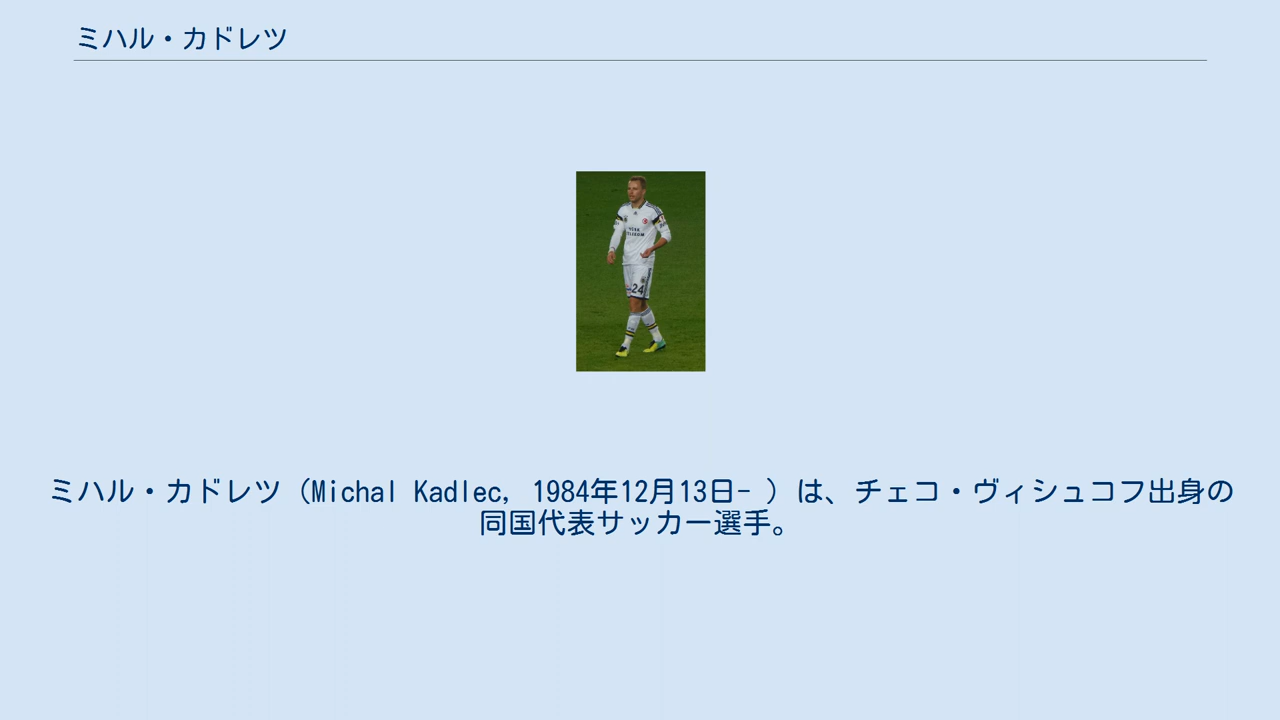 ミハル・カドレツ
24
ミハル・カドレツ（Michal Kadlec, 1984年12月13日- ）は、チェコ・ヴィシュコフ出身の
同国代表サッカー選手。